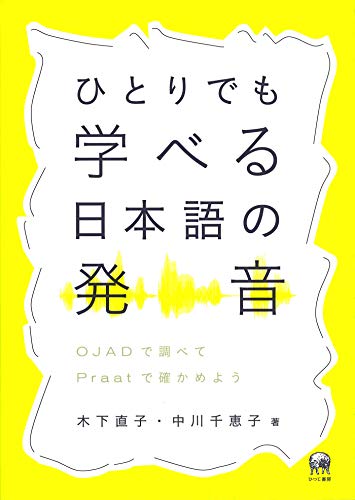 ひとりでも
学べる
日本語の
発音
OJADで調べて
Praatで確かめよう
木下直子・中川千恵子 著
ひつじ書房